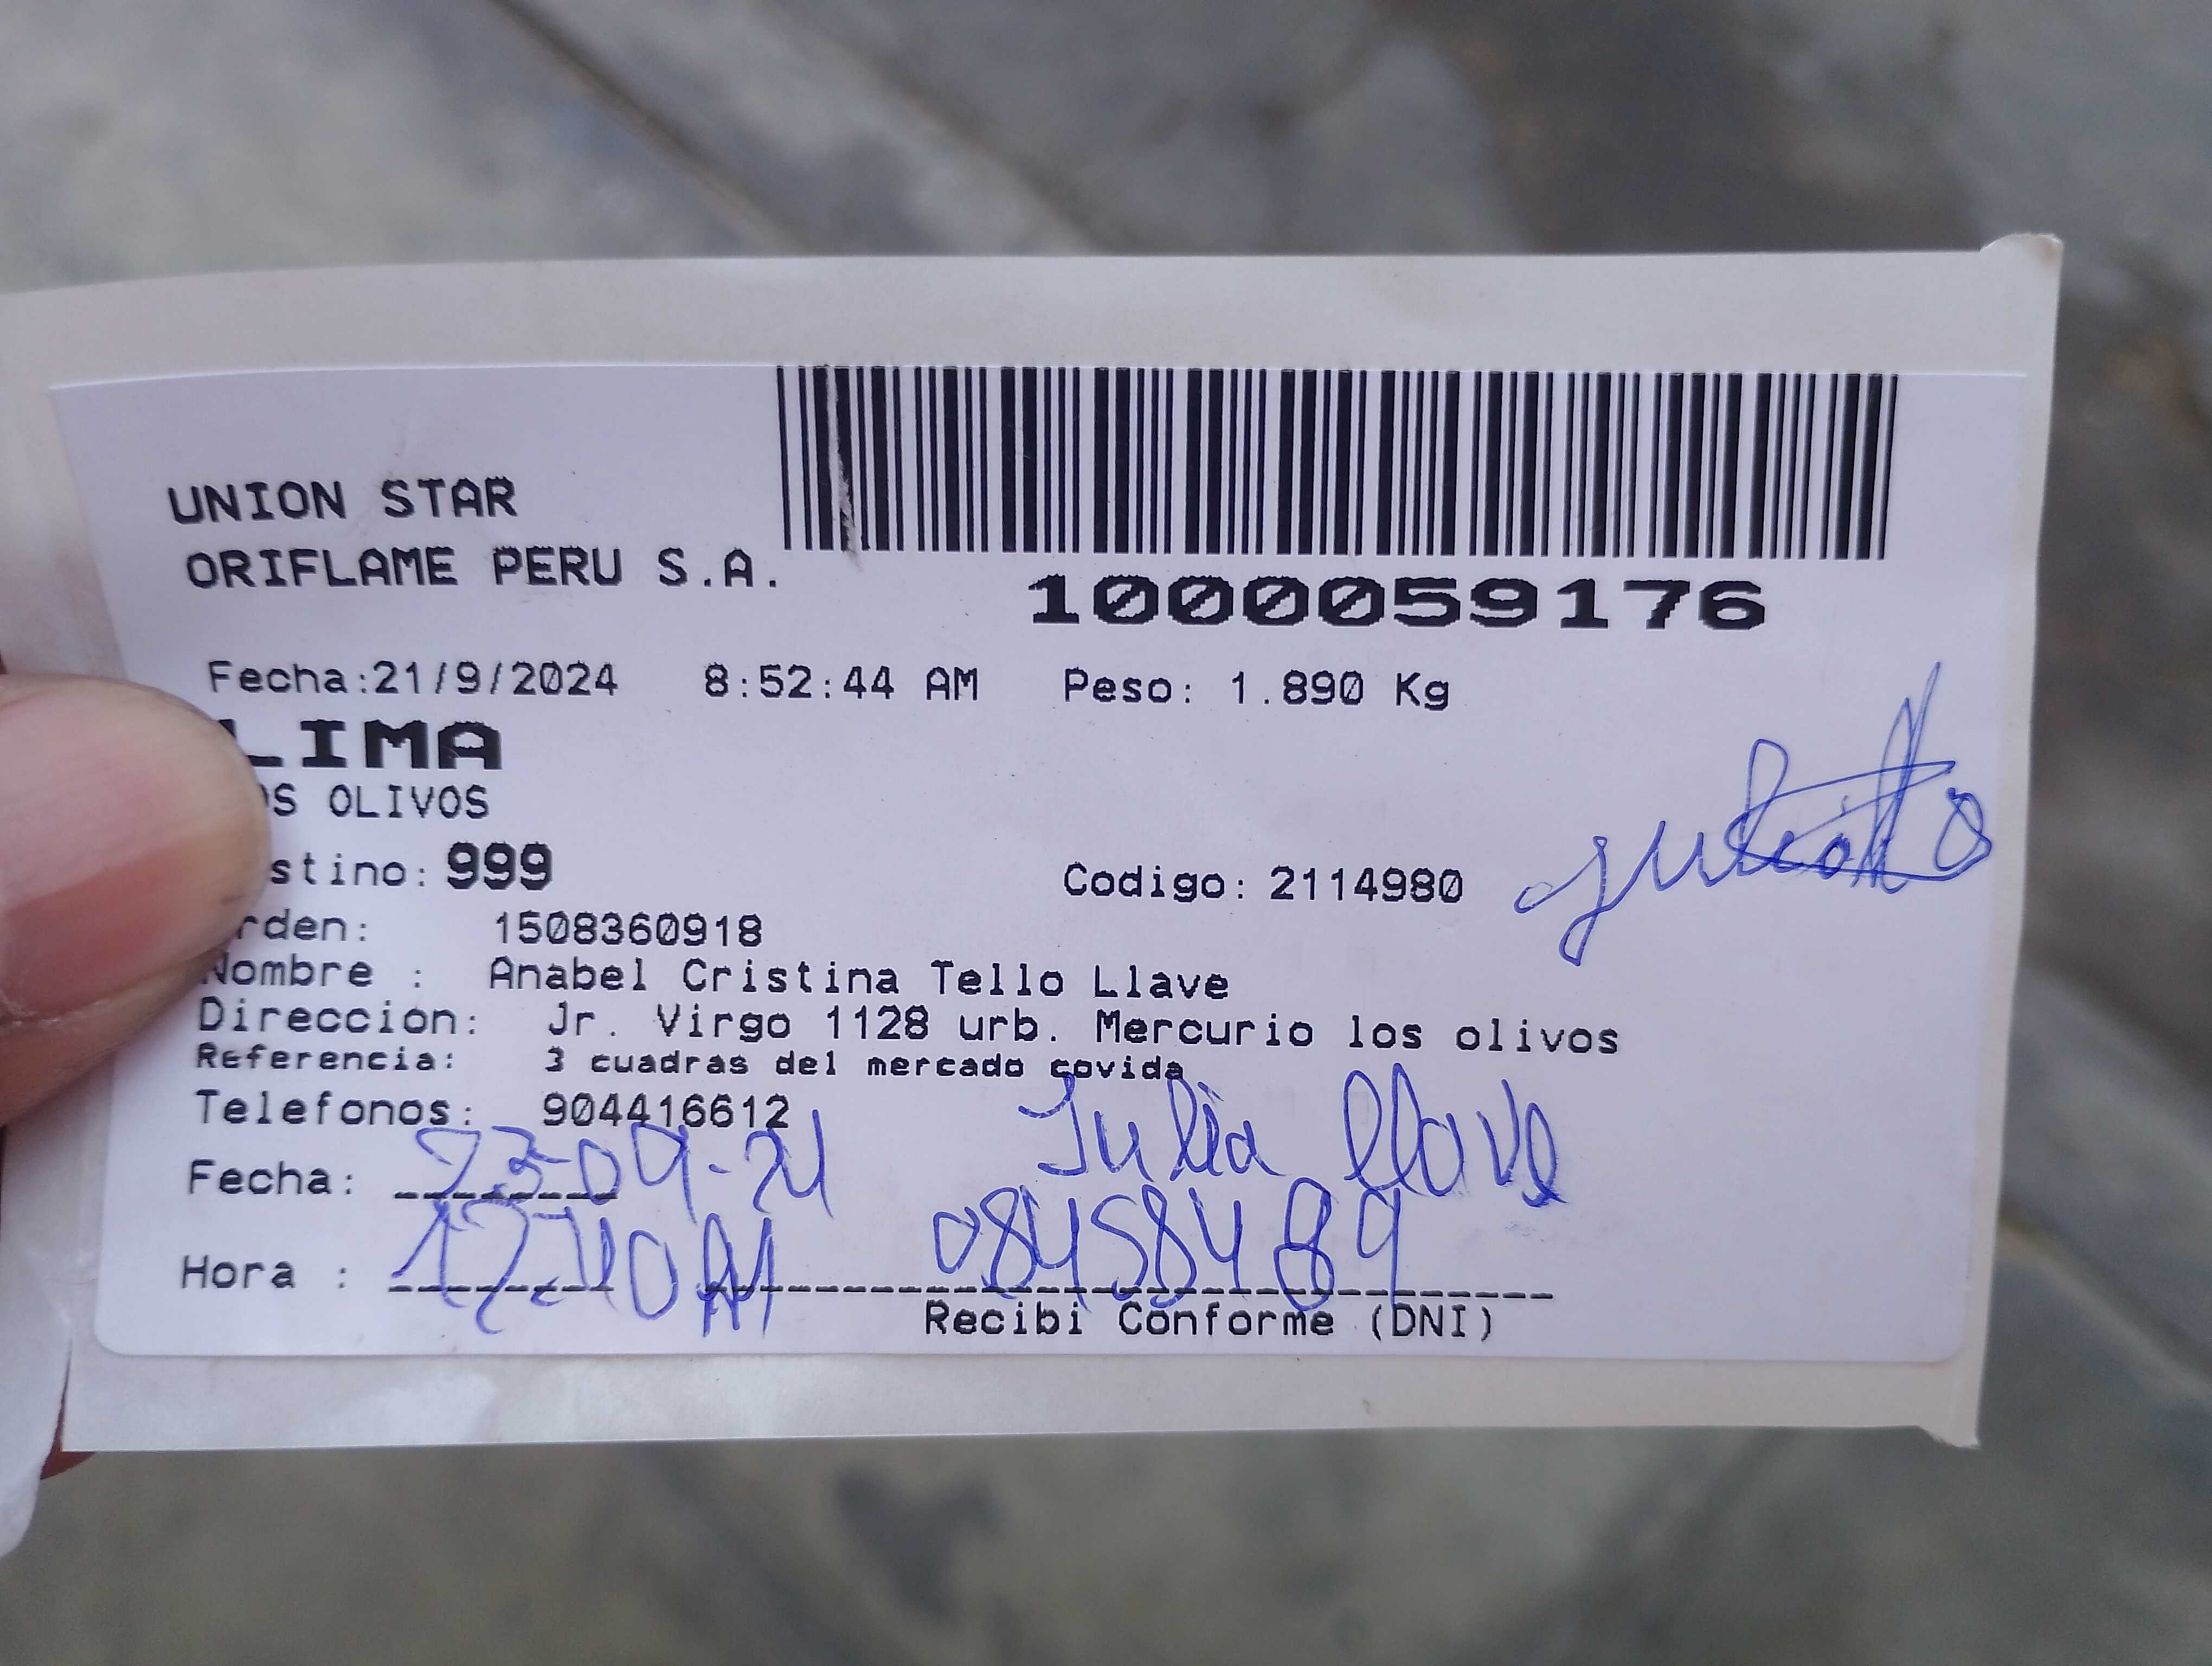 UNION STAR
ORIFLAME PERU S.A.
1000059176
Fecha:21/9/2024 8:52:44 AM Peso: 1.890 Kg
LIMA
OS OLIVOS
stino: 999 Codigo: 2114980
rden: 1508360918
Nombre : Anabel Cristina Tello Llave
Direccion: Jr. Virgo 1128 urb. Mercurio los olivos
Referencia: 3 cuadras del mercado covida
Telefonos: 904416612
Julia llave
Fecha: 23-09-24
08458489
Hora : 12:40
Recibi Conforme (DNI)